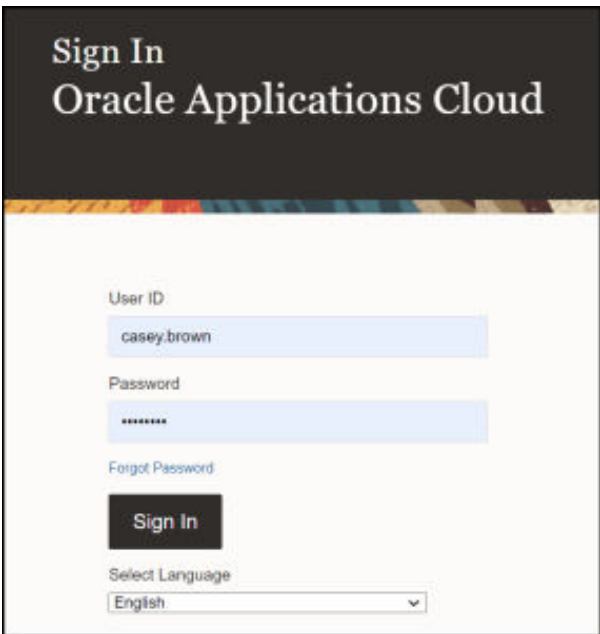 Sign In
Oracle Applications Cloud
User ID
casey.brown
Password
••••••••
Forgot Password
Sign In
Select Language
English